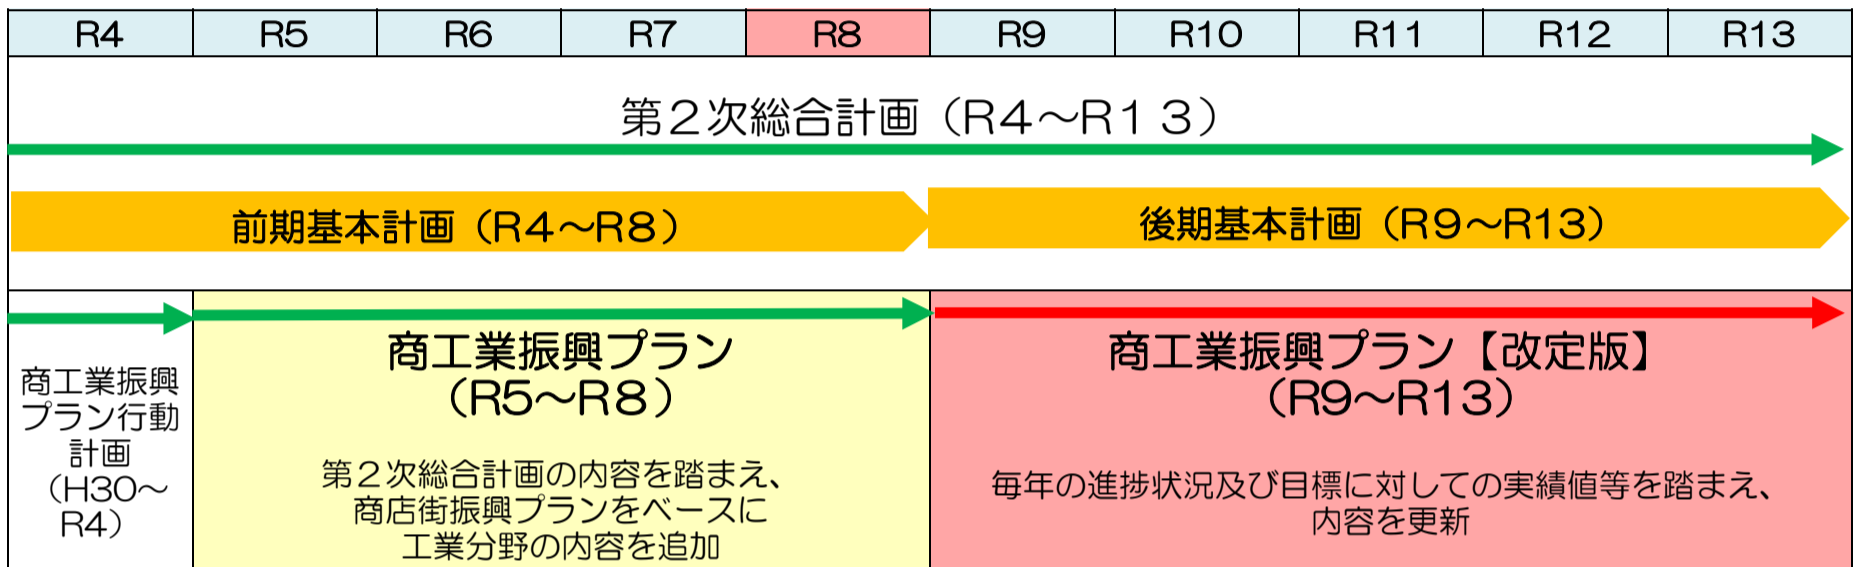 R4 R5 R6 R7 R8 R9 R10 R11 R12 R13
第２次総合計画（R４～R１３）
前期基本計画（R４～R８）
後期基本計画（R９～R13）
商工業振興
プラン行動
計画
（H30～
R4）
商工業振興プラン
（R5～R８）
第２次総合計画の内容を踏まえ、
商店街振興プランをベースに
工業分野の内容を追加
商工業振興プラン【改定版】
（R9～R13）
毎年の進捗状況及び目標に対しての実績値等を踏まえ、
内容を更新